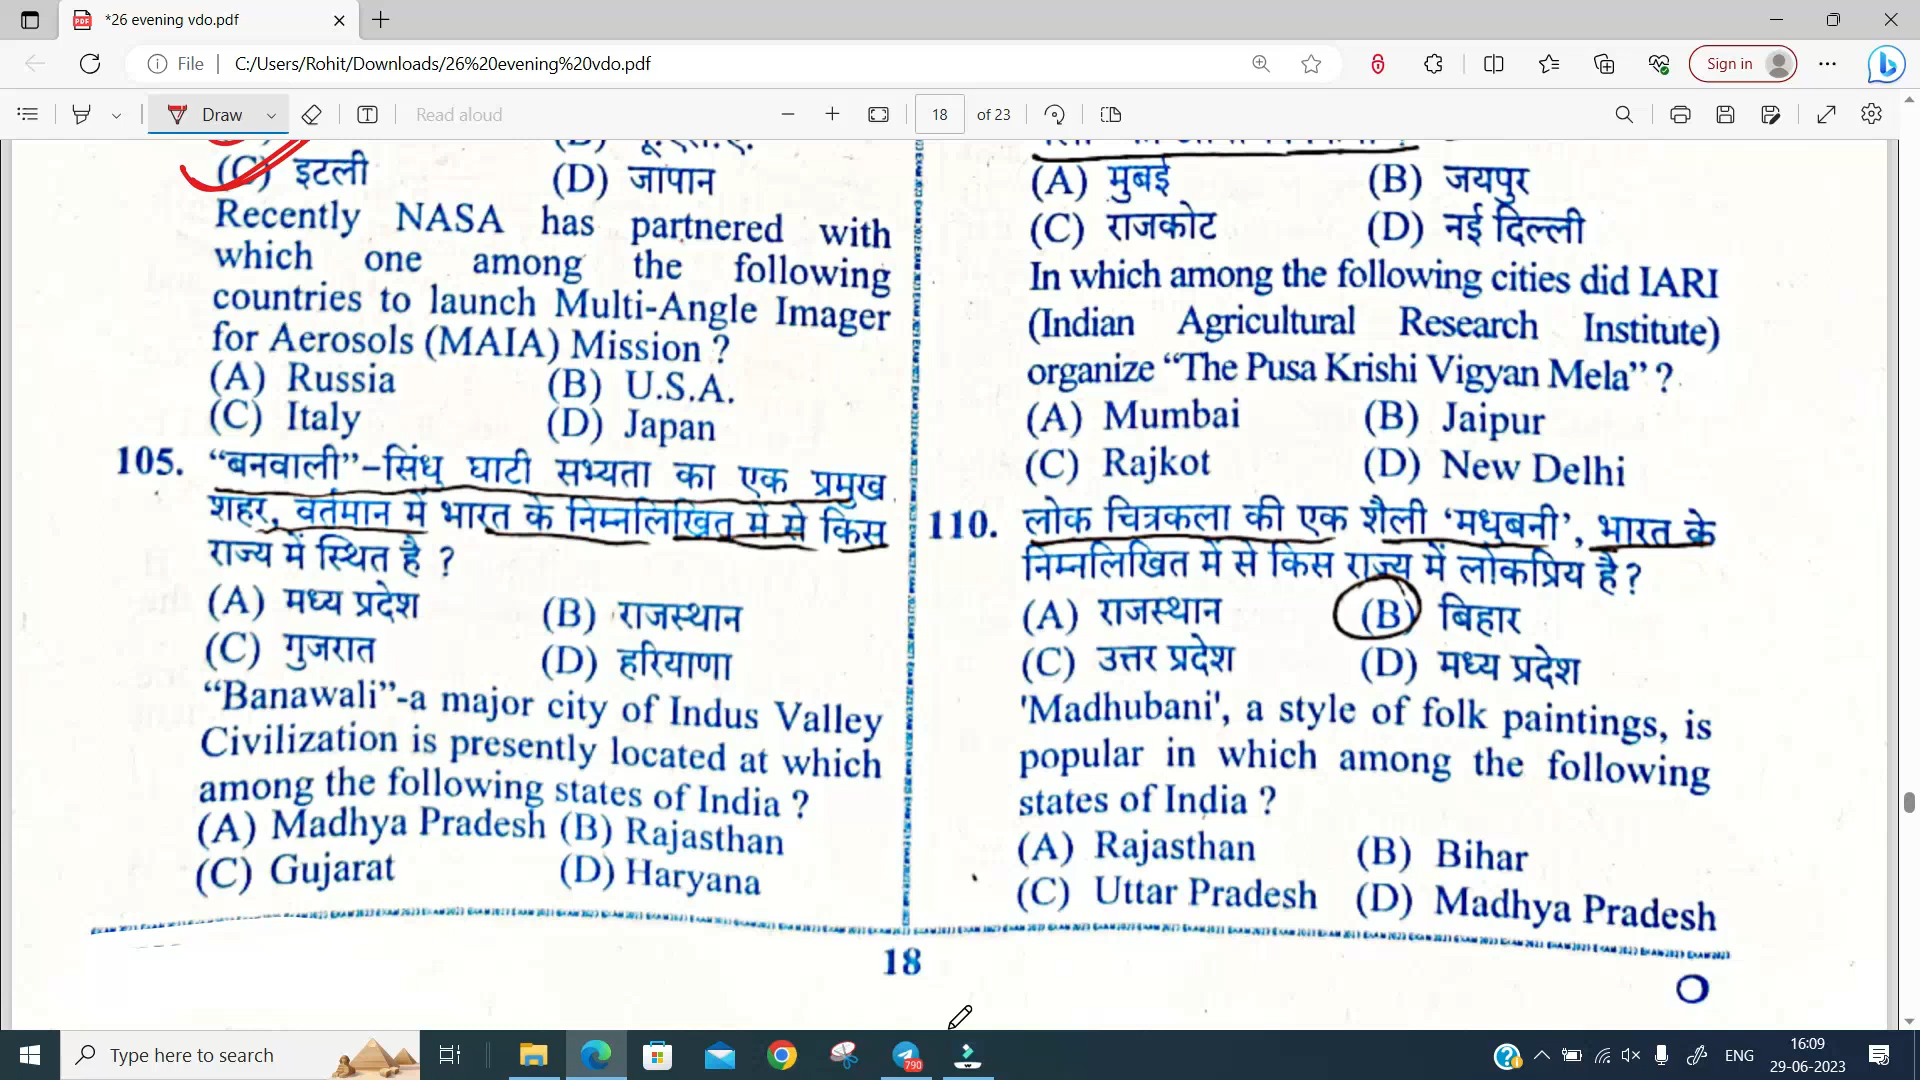 *26 evening vdo.pdf
File
C:/Users/Rohit/Downloads/26%20evening%20vdo.pdf
Sign in
Draw
Read aloud
18 of 23
(C) इटली (D) जापान
Recently NASA has partnered with
which one among the following
countries to launch Multi-Angle Imager
for Aerosols (MAIA) Mission ?
(A) Russia (B) U.S.A.
(C) Italy (D) Japan
105. “बनवाली”-सिंधु घाटी सभ्यता का एक प्रमुख
शहर, वर्तमान में भारत के निम्नलिखित में से किस
राज्य में स्थित है ?
(A) मध्य प्रदेश (B) राजस्थान
(C) गुजरात (D) हरियाणा
“Banawali”-a major city of Indus Valley
Civilization is presently located at which
among the following states of India ?
(A) Madhya Pradesh (B) Rajasthan
(C) Gujarat (D) Haryana
(A) मुंबई (B) जयपुर
(C) राजकोट (D) नई दिल्ली
In which among the following cities did IARI
(Indian Agricultural Research Institute)
organize “The Pusa Krishi Vigyan Mela” ?
(A) Mumbai (B) Jaipur
(C) Rajkot (D) New Delhi
110. लोक चित्रकला की एक शैली ‘मधुबनी’, भारत के
निम्नलिखित में से किस राज्य में लोकप्रिय है ?
(A) राजस्थान (B) बिहार
(C) उत्तर प्रदेश (D) मध्य प्रदेश
'Madhubani', a style of folk paintings, is
popular in which among the following
states of India ?
(A) Rajasthan (B) Bihar
(C) Uttar Pradesh (D) Madhya Pradesh
18
O
Type here to search
790
ENG
16:09
29-06-2023